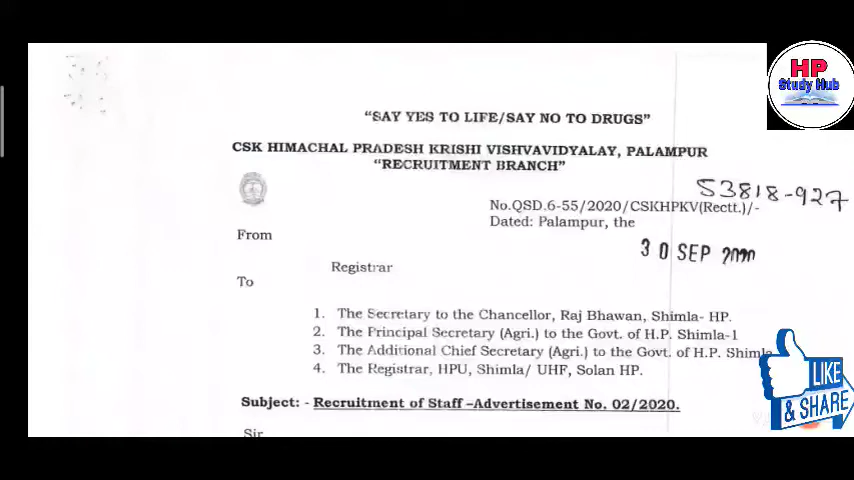 HP
Study Hub
"SAY YES TO LIFE/SAY NO TO DRUGS"
CSK HIMACHAL PRADESH KRISHI VISHVAVIDYALAY, PALAMPUR
"RECRUITMENT BRANCH"
53818-927
No.QSD.6-55/2020/CSKHPKV(Rectt.)/-
Dated: Palampur, the
30 SEP 2020
From
Registrar
To
1. The Secretary to the Chancellor, Raj Bhawan, Shimla- HP.
2. The Principal Secretary (Agri.) to the Govt. of H.P. Shimla-1
3. The Additional Chief Secretary (Agri.) to the Govt. of H.P. Shimla
4. The Registrar, HPU, Shimla/ UHF, Solan HP.
LIKE
& SHARE
Subject: - Recruitment of Staff –Advertisement No. 02/2020.
Sir